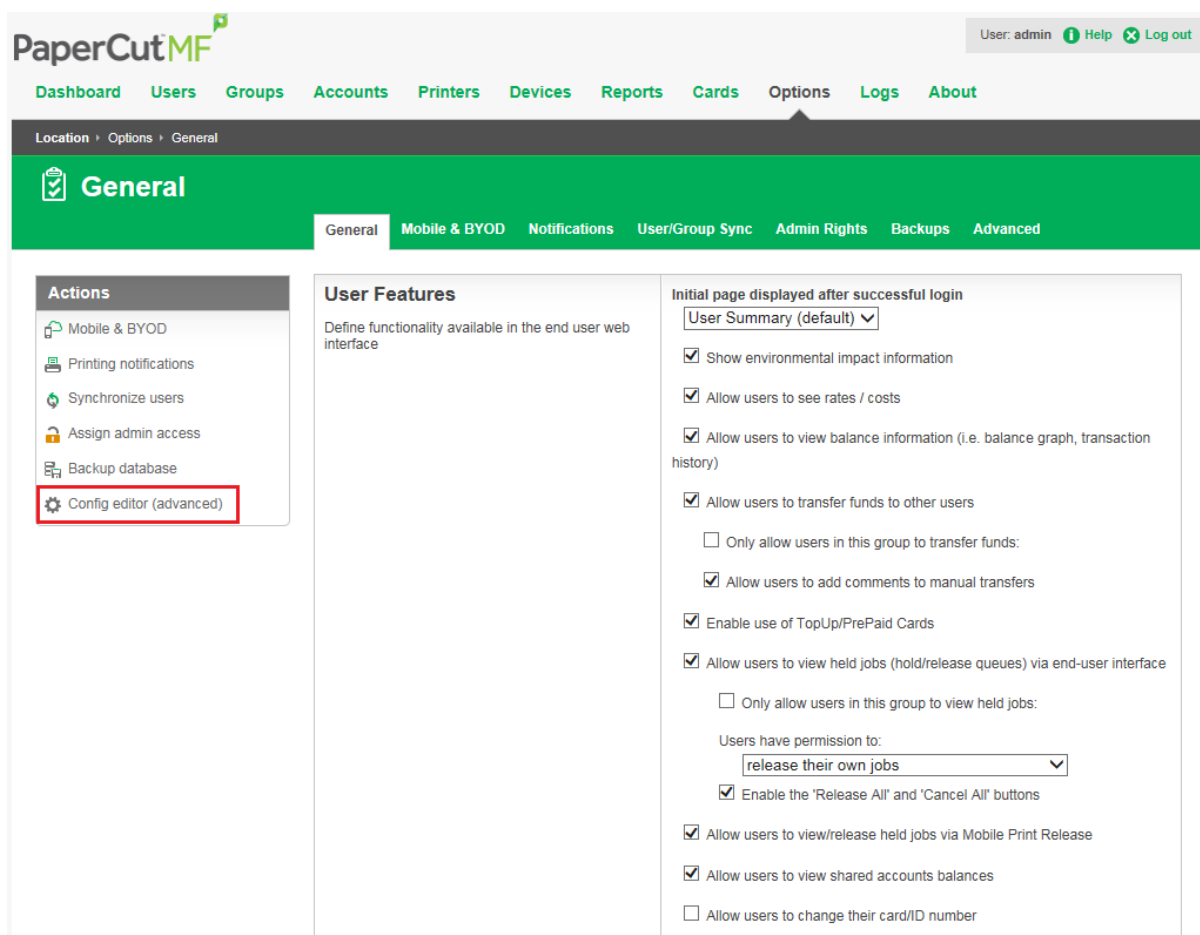 PaperCut MF
User: admin Help Log out
Dashboard Users Groups Accounts Printers Devices Reports Cards Options Logs About
Location Options General
General
General Mobile & BYOD Notifications User/Group Sync Admin Rights Backups Advanced
Actions
Mobile & BYOD
Printing notifications
Synchronize users
Assign admin access
Backup database
Config editor (advanced)
User Features
Define functionality available in the end user web
interface
Initial page displayed after successful login
User Summary (default)
Show environmental impact information
Allow users to see rates / costs
Allow users to view balance information (i.e. balance graph, transaction
history)
Allow users to transfer funds to other users
Only allow users in this group to transfer funds:
Allow users to add comments to manual transfers
Enable use of TopUp/PrePaid Cards
Allow users to view held jobs (hold/release queues) via end-user interface
Only allow users in this group to view held jobs:
Users have permission to:
release their own jobs
Enable the 'Release All' and 'Cancel All' buttons
Allow users to view/release held jobs via Mobile Print Release
Allow users to view shared accounts balances
Allow users to change their card/ID number